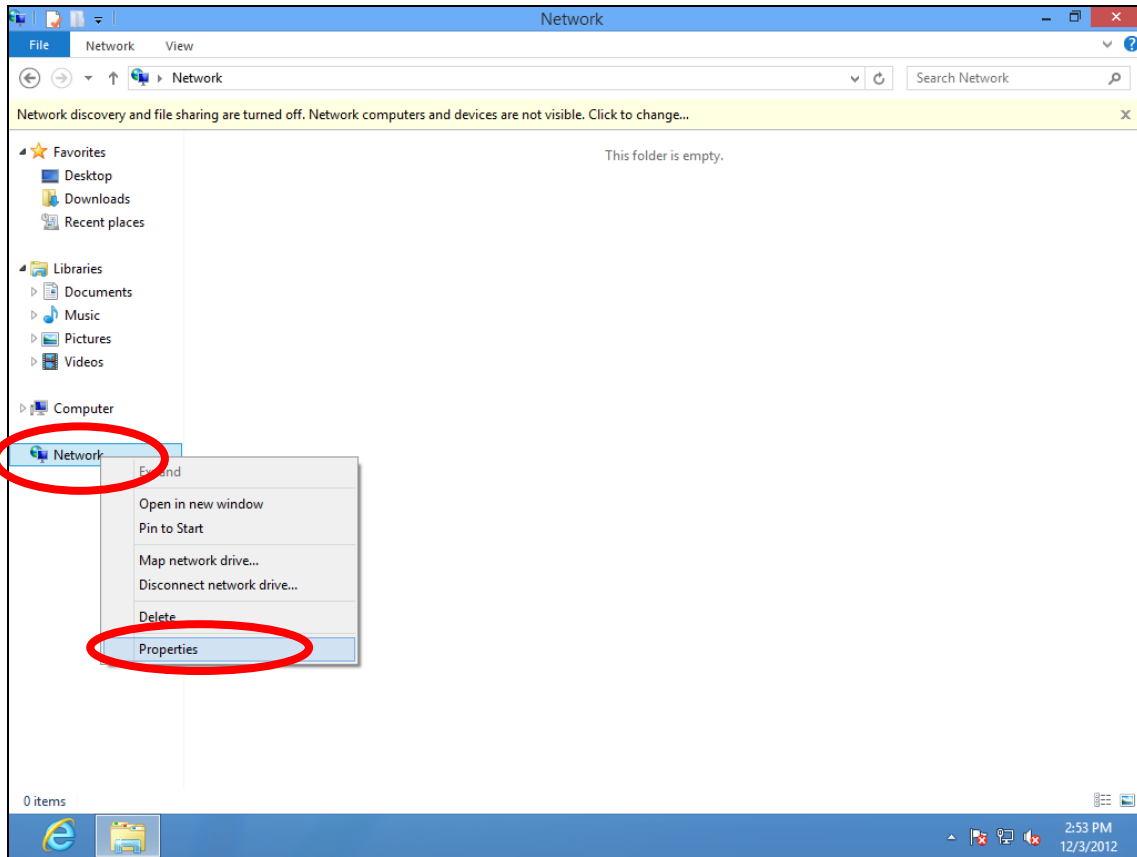 Network
File Network View
Network
Search Network
Network discovery and file sharing are turned off. Network computers and devices are not visible. Click to change...
This folder is empty.
Favorites
Desktop
Downloads
Recent places
Libraries
Documents
Music
Pictures
Videos
Computer
Network
Expand
Open in new window
Pin to Start
Map network drive...
Disconnect network drive...
Delete
Properties
0 items
2:53 PM
12/3/2012